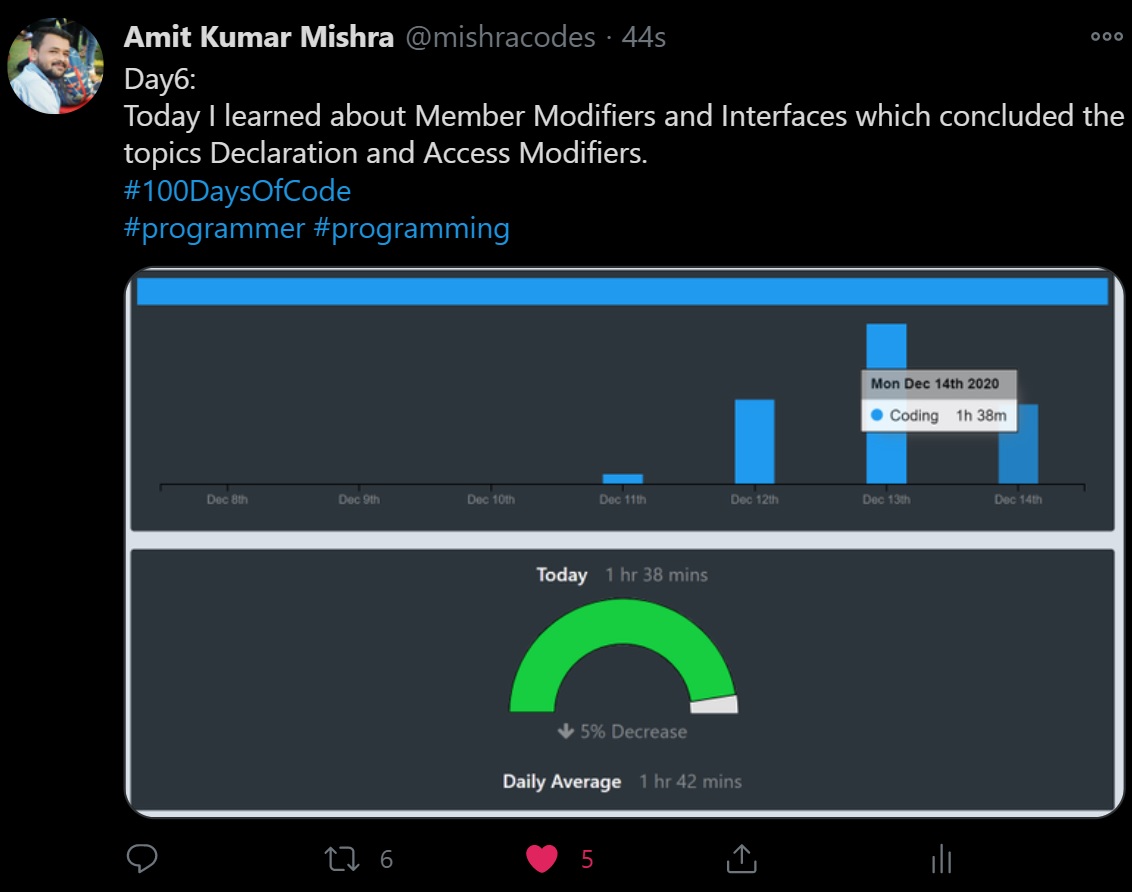 Amit Kumar Mishra @mishracodes · 44s
Day6:
Today I learned about Member Modifiers and Interfaces which concluded the
topics Declaration and Access Modifiers.
#100DaysOfCode
#programmer #programming
Mon Dec 14th 2020
Coding 1h 38m
Dec 8th Dec 9th Dec 10th Dec 11th Dec 12th Dec 13th Dec 14th
Today 1 hr 38 mins
5% Decrease
Daily Average 1 hr 42 mins
6 5